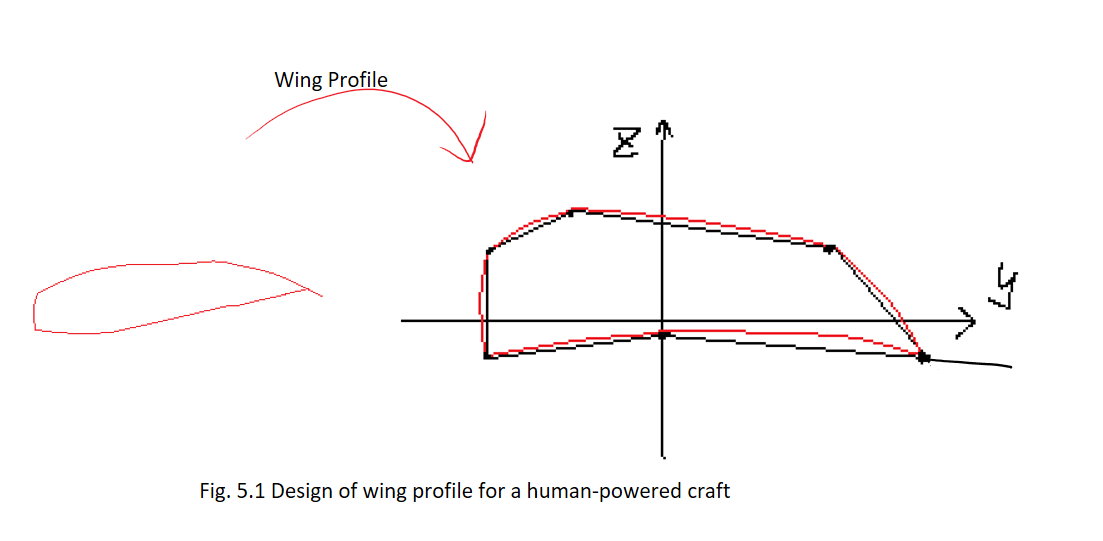 Wing Profile
Z
y
Fig. 5.1 Design of wing profile for a human-powered craft